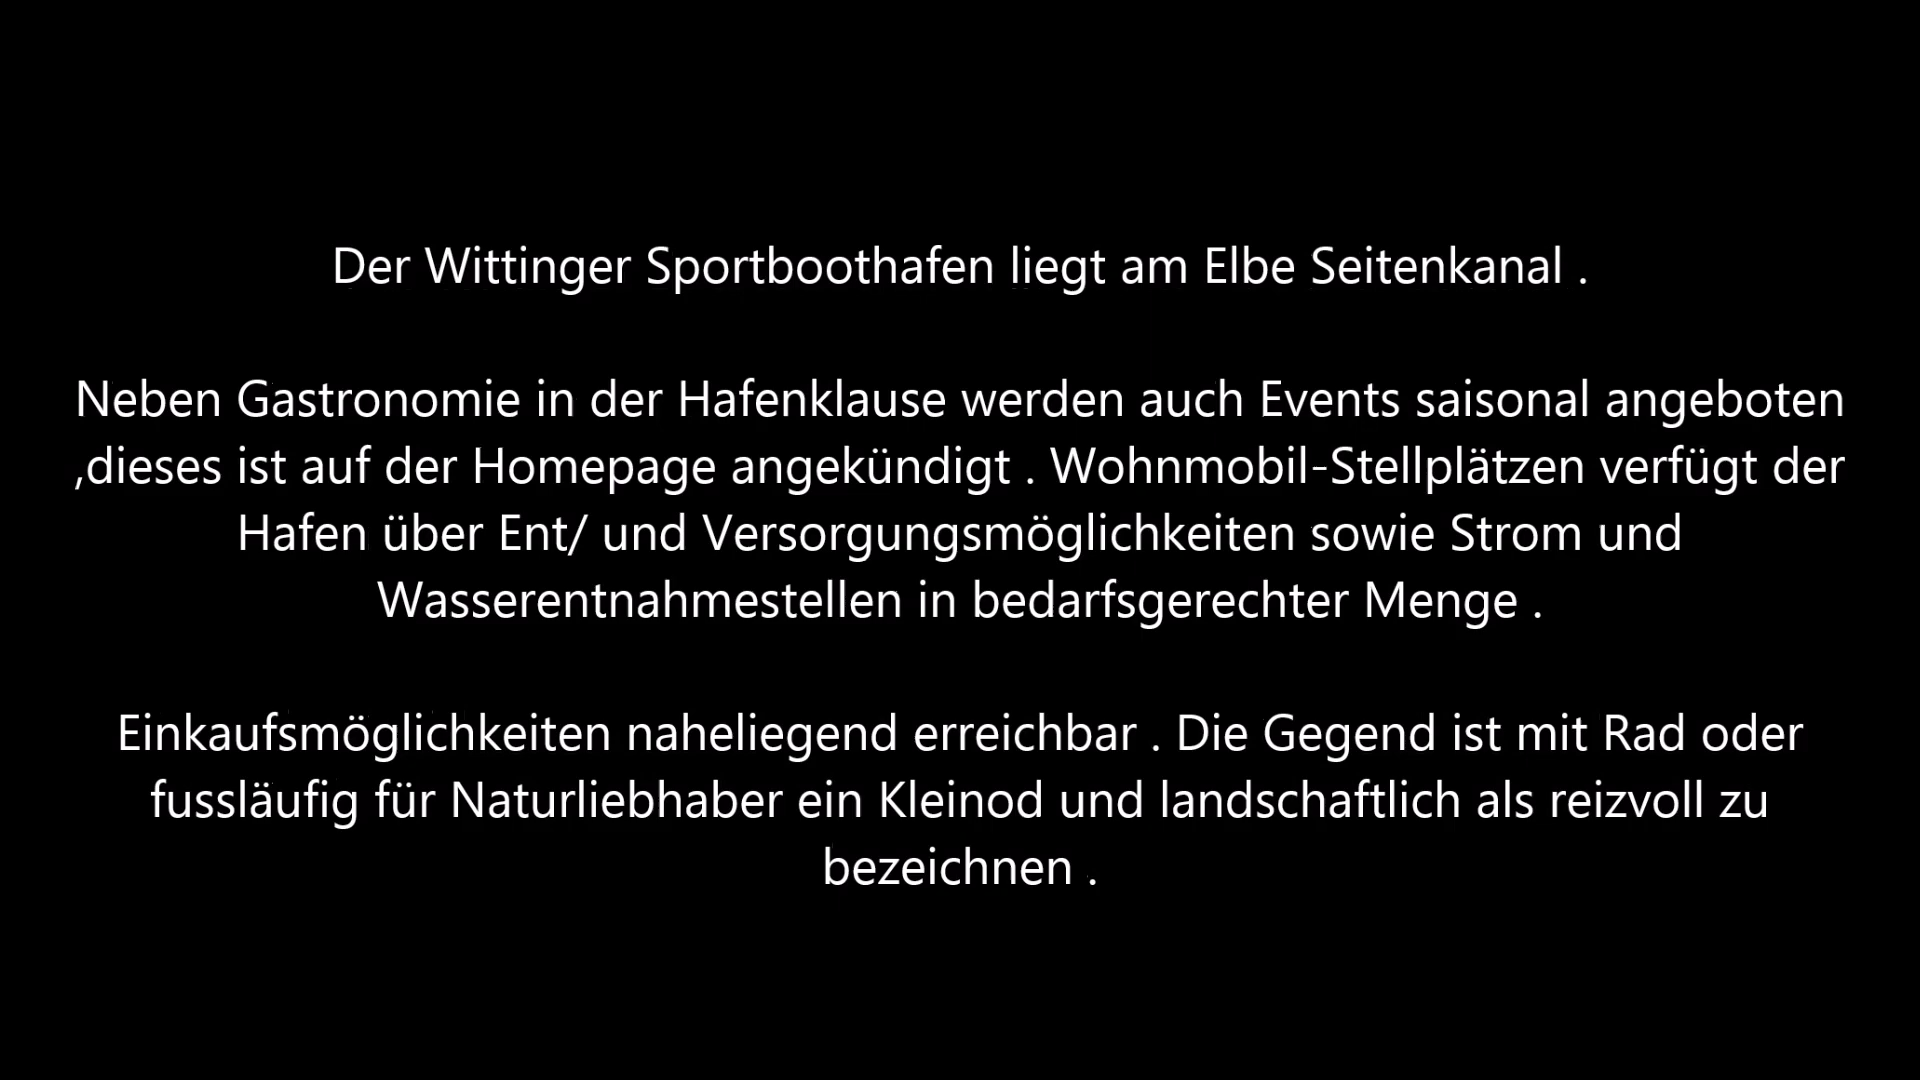 Der Wittinger Sportboothafen liegt am Elbe Seitenkanal .
Neben Gastronomie in der Hafenklause werden auch Events saisonal angeboten
,dieses ist auf der Homepage angekündigt . Wohnmobil-Stellplätzen verfügt der
Hafen über Ent/ und Versorgungsmöglichkeiten sowie Strom und
Wasserentnahmestellen in bedarfsgerechter Menge .
Einkaufsmöglichkeiten naheliegend erreichbar . Die Gegend ist mit Rad oder
fussläufig für Naturliebhaber ein Kleinod und landschaftlich als reizvoll zu
bezeichnen .